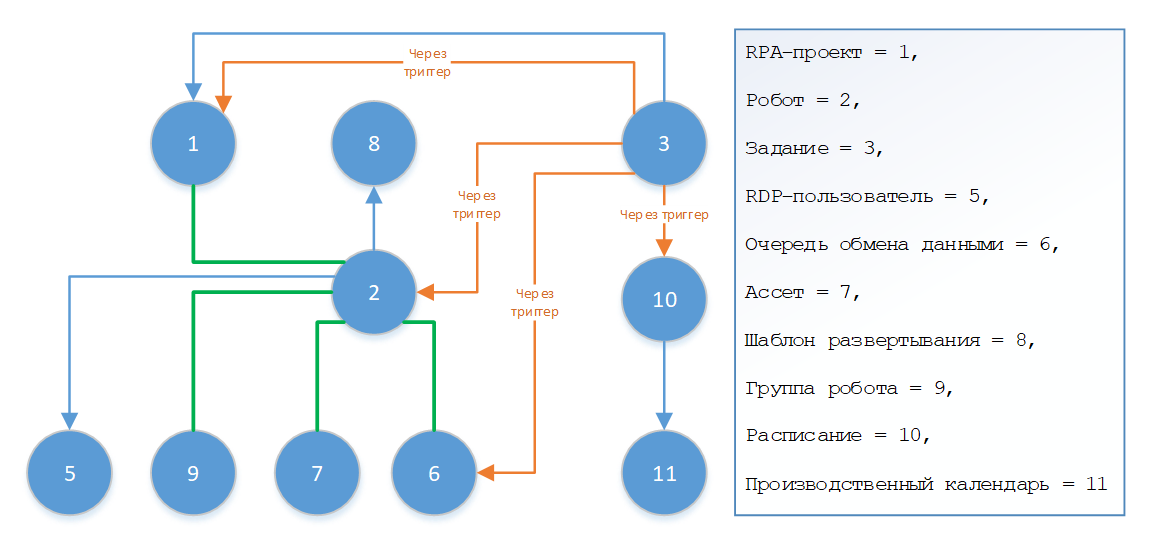 Через
триггер
1
8
3
Через
триггер
Через триггер
2
10
Через
триггер
5
9
7
6
11
RPA-проект = 1,
Робот = 2,
Задание = 3,
RDP-пользователь = 5,
Очередь обмена данными = 6,
Ассет = 7,
Шаблон развертывания = 8,
Группа робота = 9,
Расписание = 10,
Производственный календарь = 11